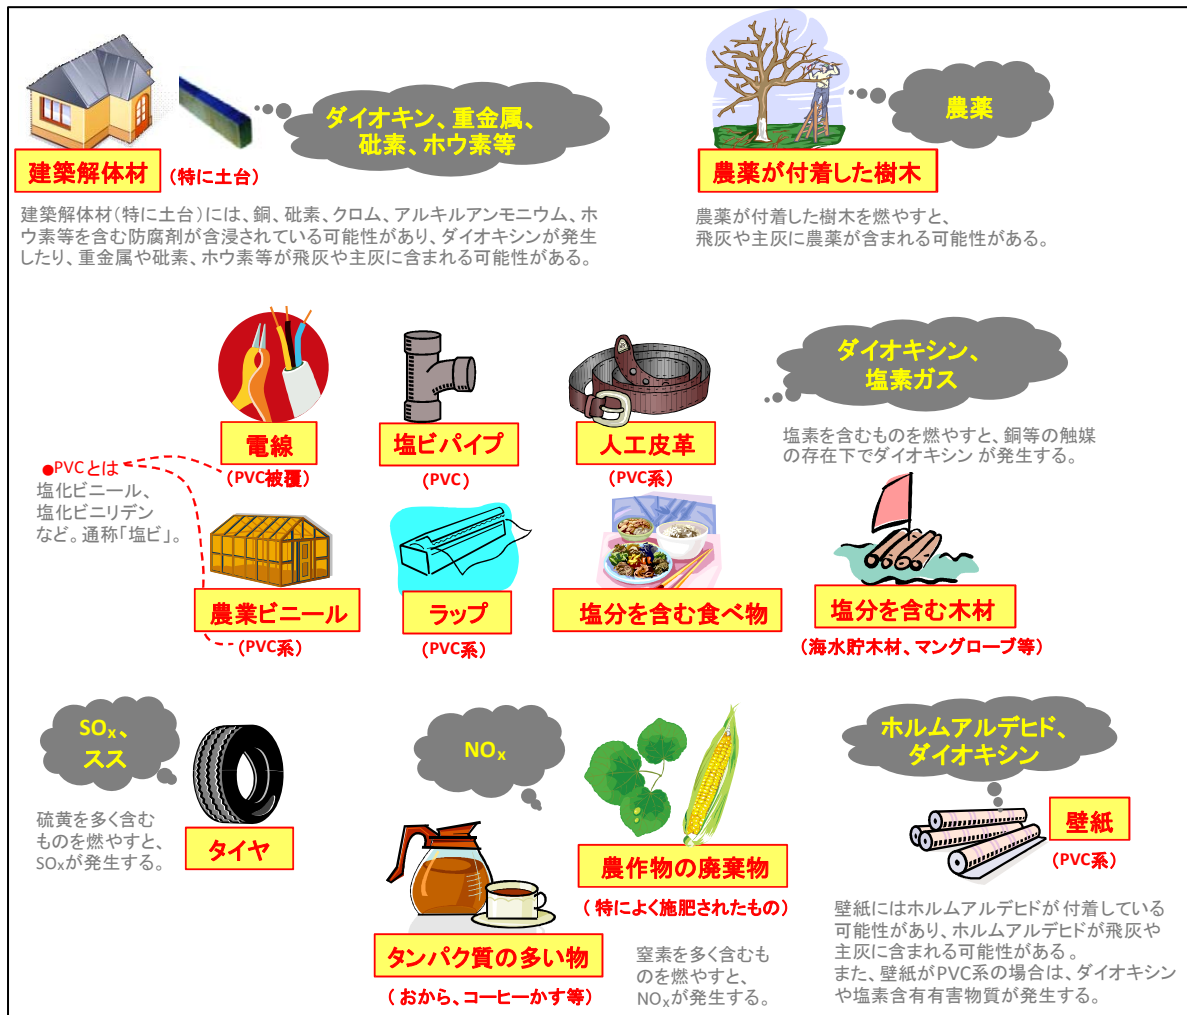 ダイオキン、重金属、
砒素、ホウ素等
建築解体材
(特に土台)
建築解体材(特に土台)には、銅、砒素、クロム、アルキルアンモニウム、ホ
ウ素等を含む防腐剤が含浸されている可能性があり、ダイオキシンが発生
したり、重金属や砒素、ホウ素等が飛灰や主灰に含まれる可能性がある。
農薬
農薬が付着した樹木
農薬が付着した樹木を燃やすと、
飛灰や主灰に農薬が含まれる可能性がある。
電線
(PVC被覆)
塩ビパイプ
(PVC)
人工皮革
(PVC系)
ダイオキシン、
塩素ガス
塩素を含むものを燃やすと、銅等の触媒
の存在下でダイオキシン が発生する。
●PVCとは
塩化ビニール、
塩化ビニリデン
など。通称「塩ビ」。
農業ビニール
(PVC系)
ラップ
(PVC系)
塩分を含む食べ物
塩分を含む木材
(海水貯木材、マングローブ等)
SOx、
スス
硫黄を多く含む
ものを燃やすと、
SOxが発生する。
タイヤ
NOx
タンパク質の多い物
(おから、コーヒーかす等)
農作物の廃棄物
(特によく施肥されたもの)
窒素を多く含むも
のを燃やすと、
NOxが発生する。
ホルムアルデヒド、
ダイオキシン
壁紙
(PVC系)
壁紙にはホルムアルデヒドが付着している
可能性があり、ホルムアルデヒドが飛灰や
主灰に含まれる可能性がある。
また、壁紙がPVC系の場合は、ダイオキシン
や塩素含有有害物質が発生する。